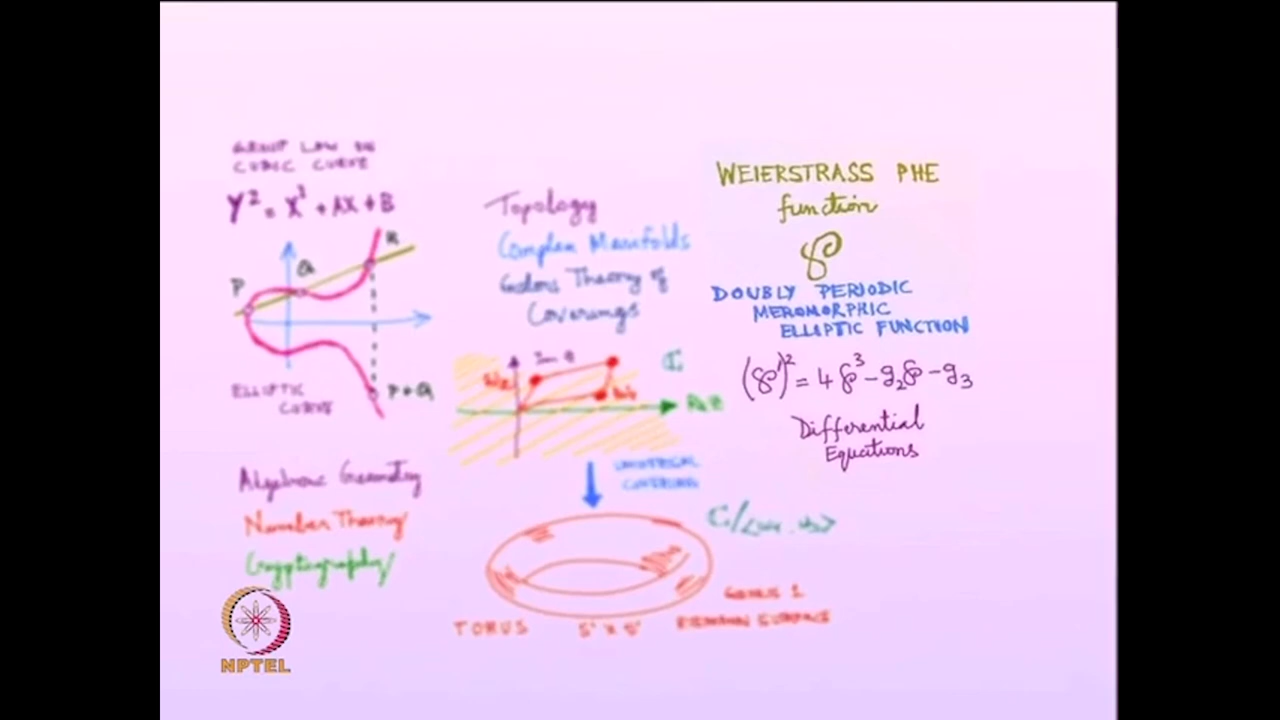 GROUP LAW ON
CUBIC CURVE
Y² = X³ + AX + B
R
Q
P
P+Q
ELLIPTIC
CURVE
Algebraic Geometry
Number Theory
Cryptography
Topology
Complex Manifolds
Galois Theory of
Coverings
Im
ℂ
UNIVERSAL
COVERING
TORUS
S¹ X S¹
GENUS 1
RIEMANN SURFACE
WEIERSTRASS PHE
function
℘
DOUBLY PERIODIC
MEROMORPHIC
ELLIPTIC FUNCTION
(℘)² = 4℘³ - g₂℘ - g₃
Differential
Equations
NPTEL